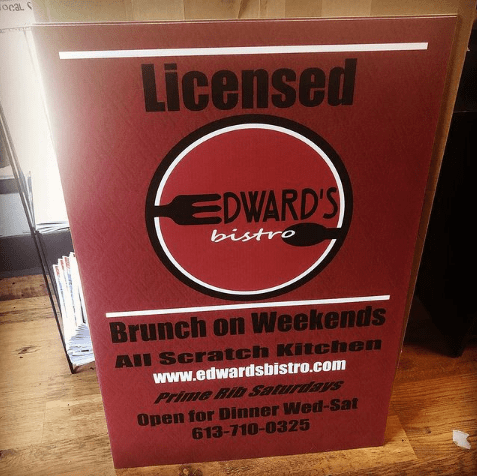 Licensed
EDWARD'S
bistro
Brunch on Weekends
All Scratch Kitchen
www.edwardsbistro.com
Prime Rib Saturdays
Open for Dinner Wed-Sat
613-710-0325